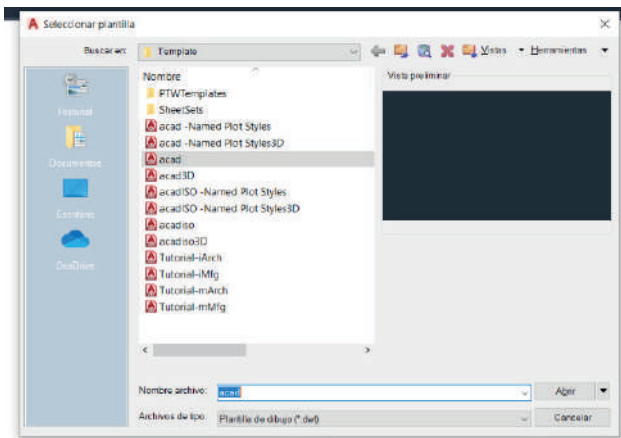 Seleccionar plantilla
Buscar en: Template
Vistas Herramientas
Nombre
Vista preliminar
PTWTemplates
SheetSets
acad -Named Plot Styles
acad -Named Plot Styles3D
acad
acad3D
acadISO -Named Plot Styles
acadISO -Named Plot Styles3D
acadiso
acadiso3D
Tutorial-iArch
Tutorial-iMfg
Tutorial-mArch
Tutorial-mMfg
Historial
Documentos
Escritorio
OneDrive
Nombre archivo: acad
Abrir
Archivos de tipo: Plantilla de dibujo (*.dwt)
Cancelar